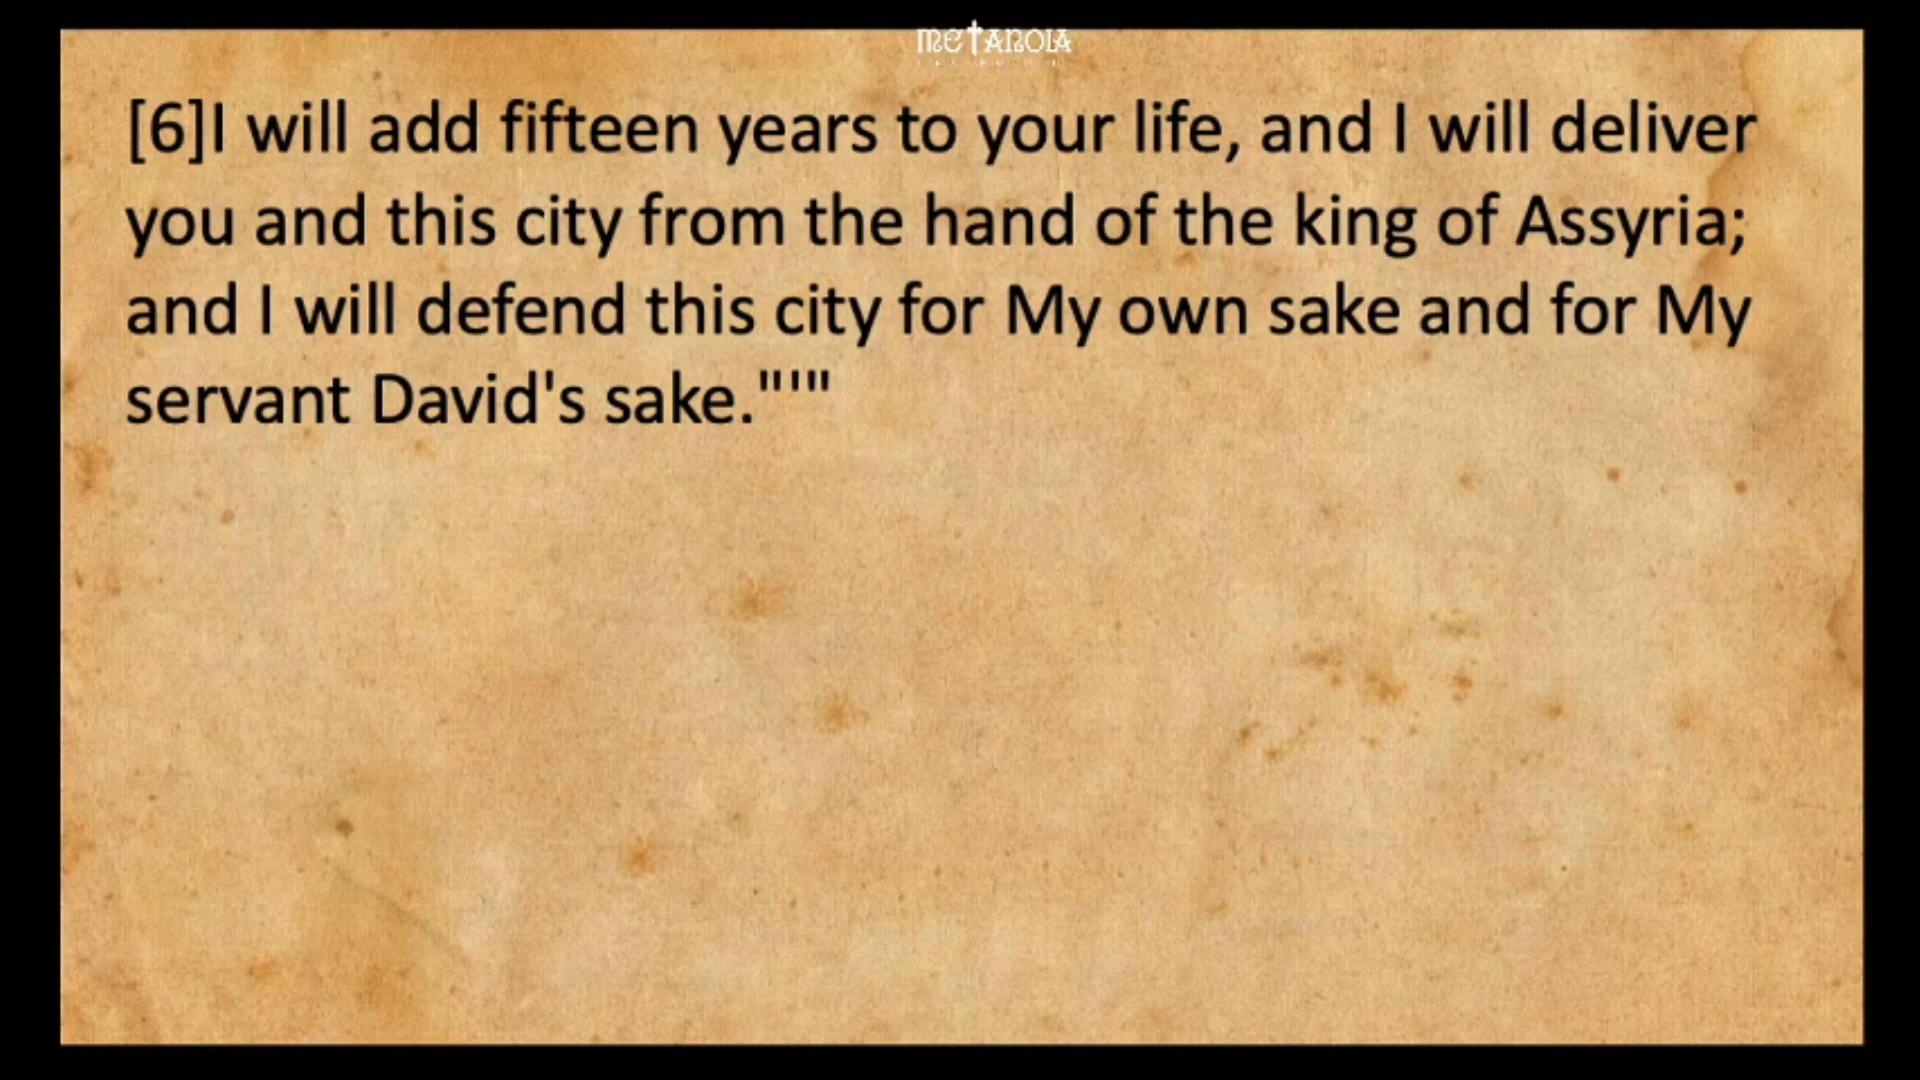 METANOIA
[6]I will add fifteen years to your life, and I will deliver
you and this city from the hand of the king of Assyria;
and I will defend this city for My own sake and for My
servant David's sake."'"